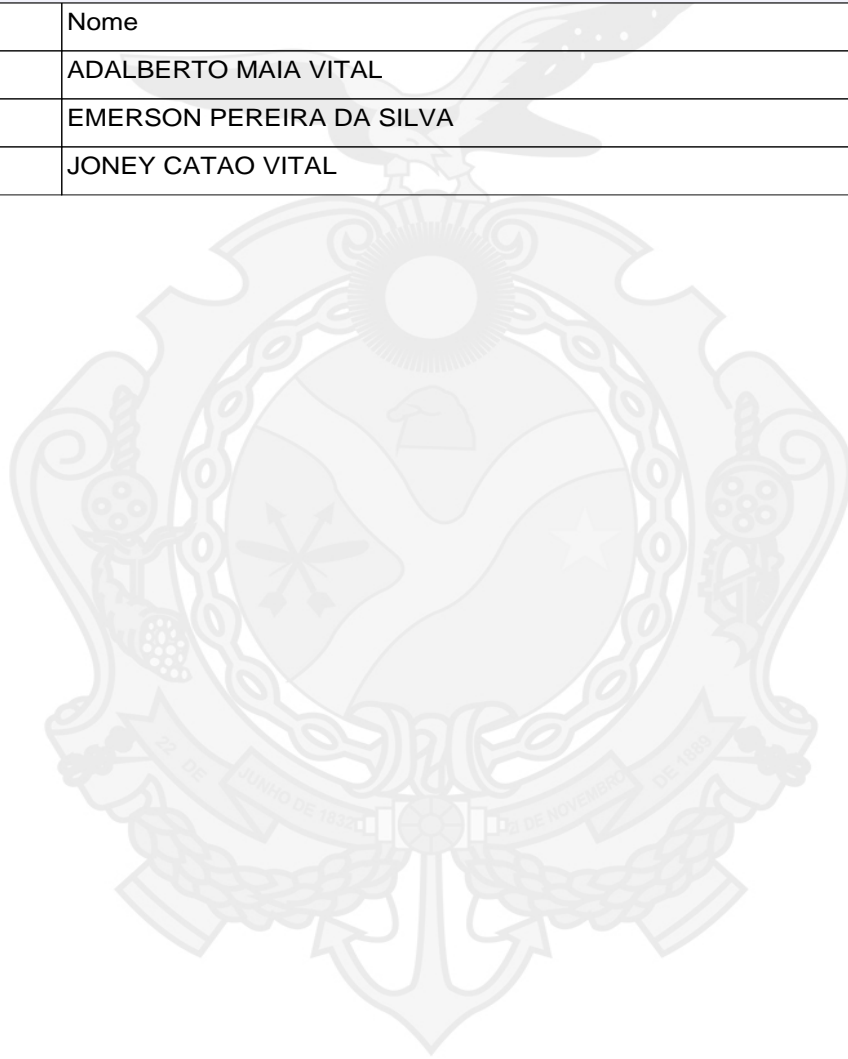 Nome
ADALBERTO MAIA VITAL
EMERSON PEREIRA DA SILVA
JONEY CATAO VITAL
22 DE
JUNHO DE 1832
DE NOVEMBRO
DE 1889